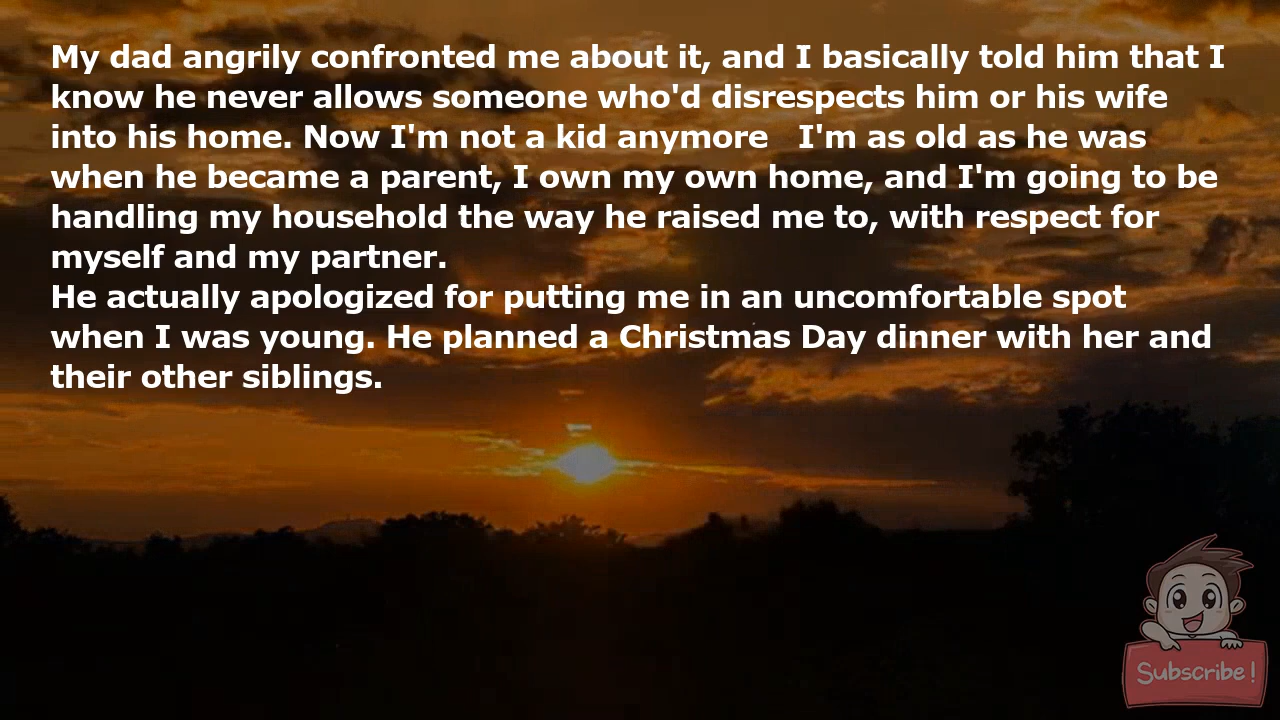 My dad angrily confronted me about it, and I basically told him that I
know he never allows someone who'd disrespects him or his wife
into his home. Now I'm not a kid anymore   I'm as old as he was
when he became a parent, I own my own home, and I'm going to be
handling my household the way he raised me to, with respect for
myself and my partner.
He actually apologized for putting me in an uncomfortable spot
when I was young. He planned a Christmas Day dinner with her and
their other siblings.
Subscribe!